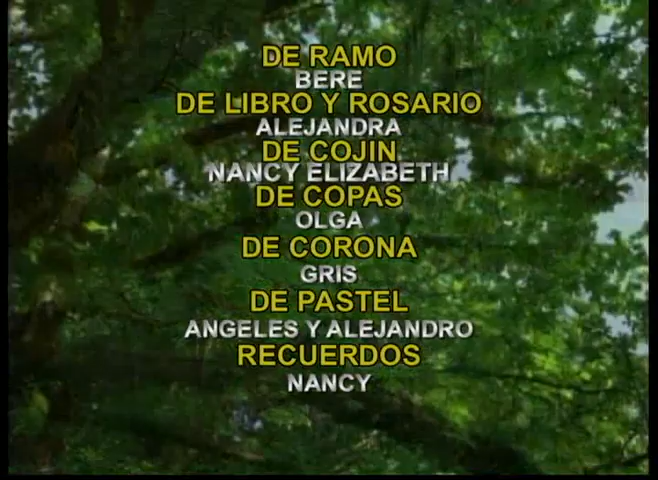 DE RAMO
BERE
DE LIBRO Y ROSARIO
ALEJANDRA
DE COJIN
NANCY ELIZABETH
DE COPAS
OLGA
DE CORONA
GRIS
DE PASTEL
ANGELES Y ALEJANDRO
RECUERDOS
NANCY